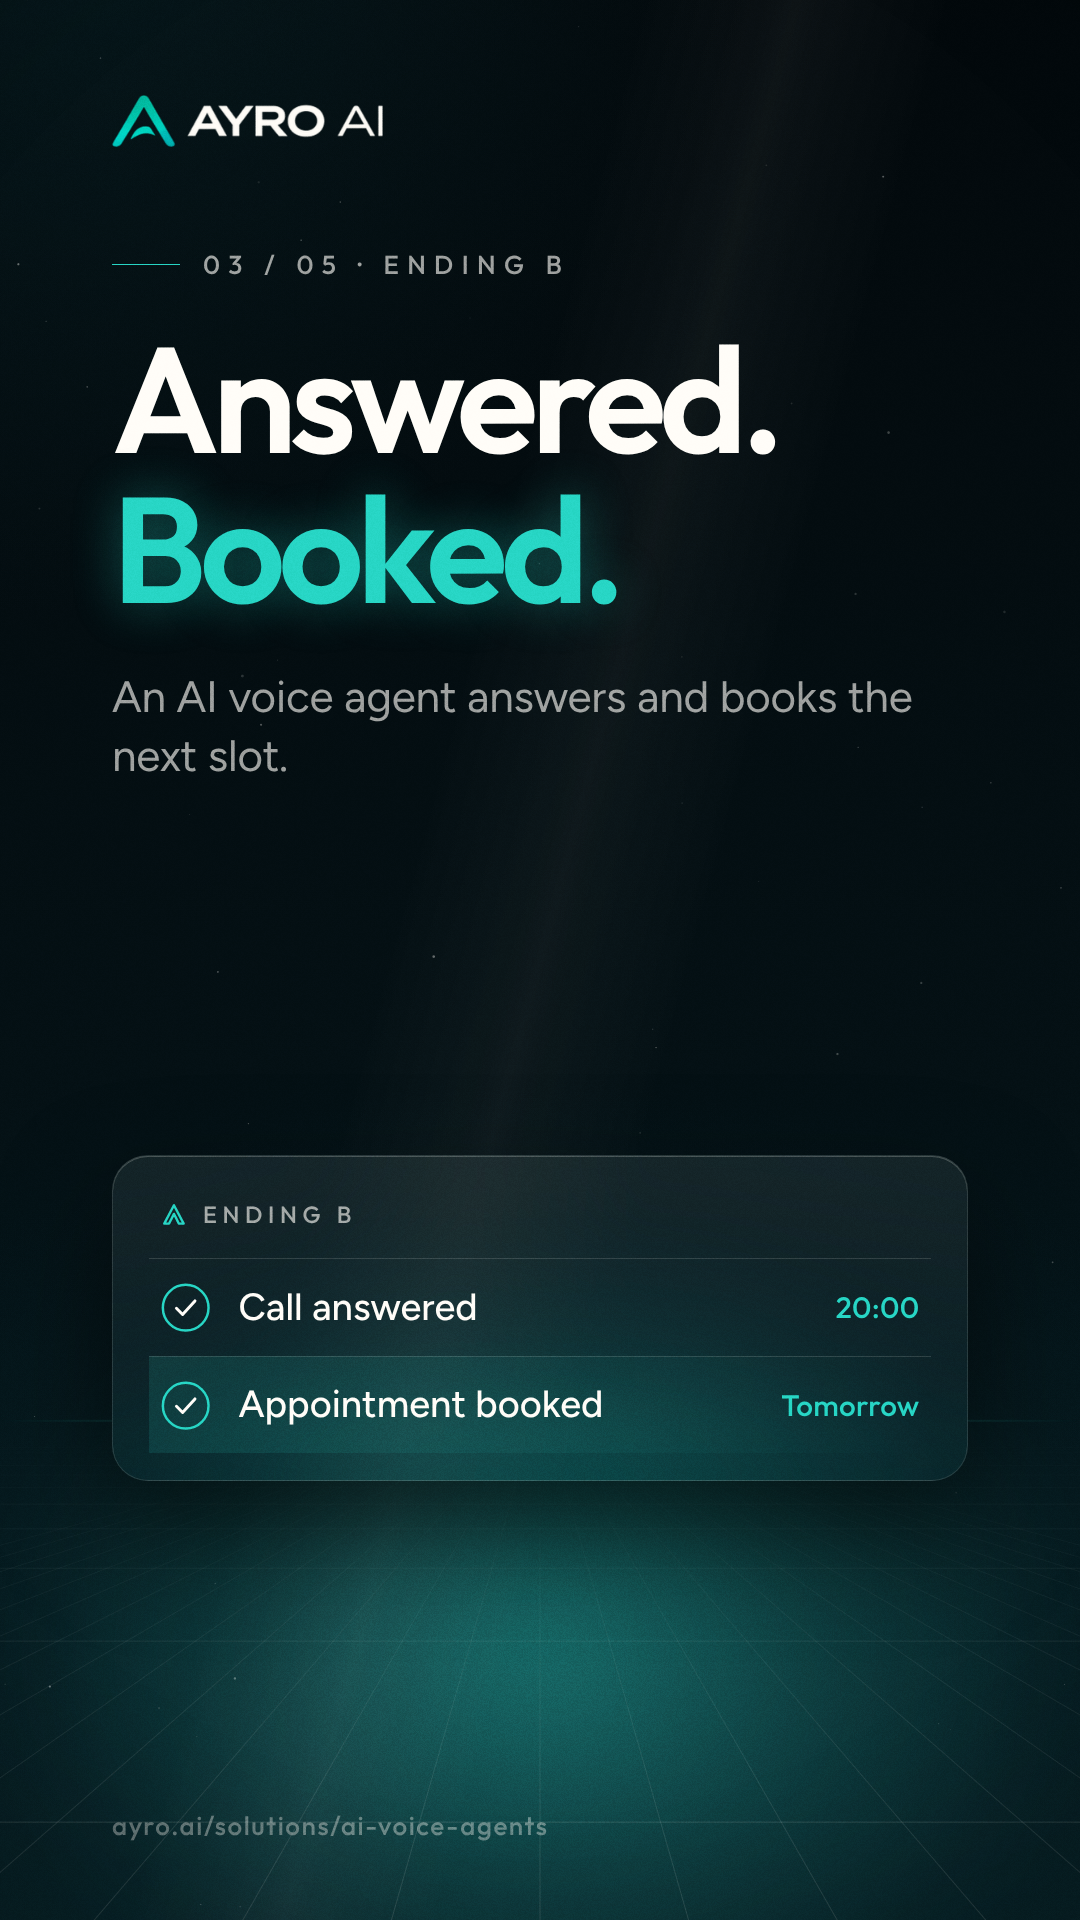 AYRO AI
03 / 05 · ENDING B
Answered.
Booked.
An AI voice agent answers and books the
next slot.
ENDING B
Call answered 20:00
Appointment booked Tomorrow
ayro.ai/solutions/ai-voice-agents